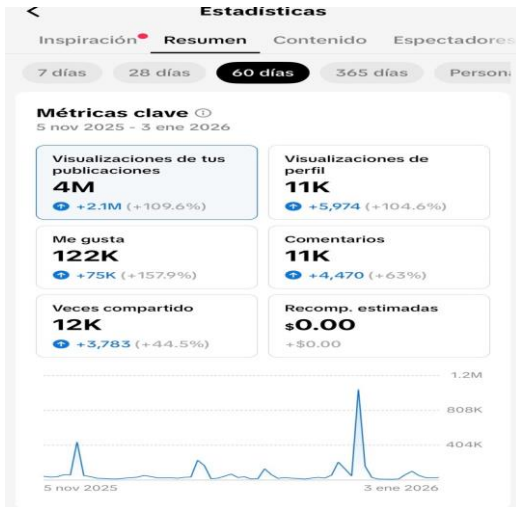 Estadísticas
Inspiración Resumen Contenido Espectadores
7 días 28 días 60 días 365 días Person
Métricas clave
5 nov 2025 - 3 ene 2026
Visualizaciones de tus publicaciones
4M
+2.1M (+109.6%)
Visualizaciones de perfil
11K
+5,974 (+104.6%)
Me gusta
122K
+75K (+157.9%)
Comentarios
11K
+4,470 (+63%)
Veces compartido
12K
+3,783 (+44.5%)
Recomp. estimadas
$0.00
+$0.00
1.2M
808K
404K
5 nov 2025 3 ene 2026